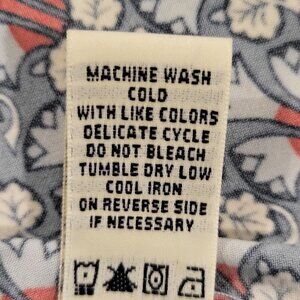 MACHINE WASH
COLD
WITH LIKE COLORS
DELICATE CYCLE
DO NOT BLEACH
TUMBLE DRY LOW
COOL IRON
ON REVERSE SIDE
IF NECESSARY